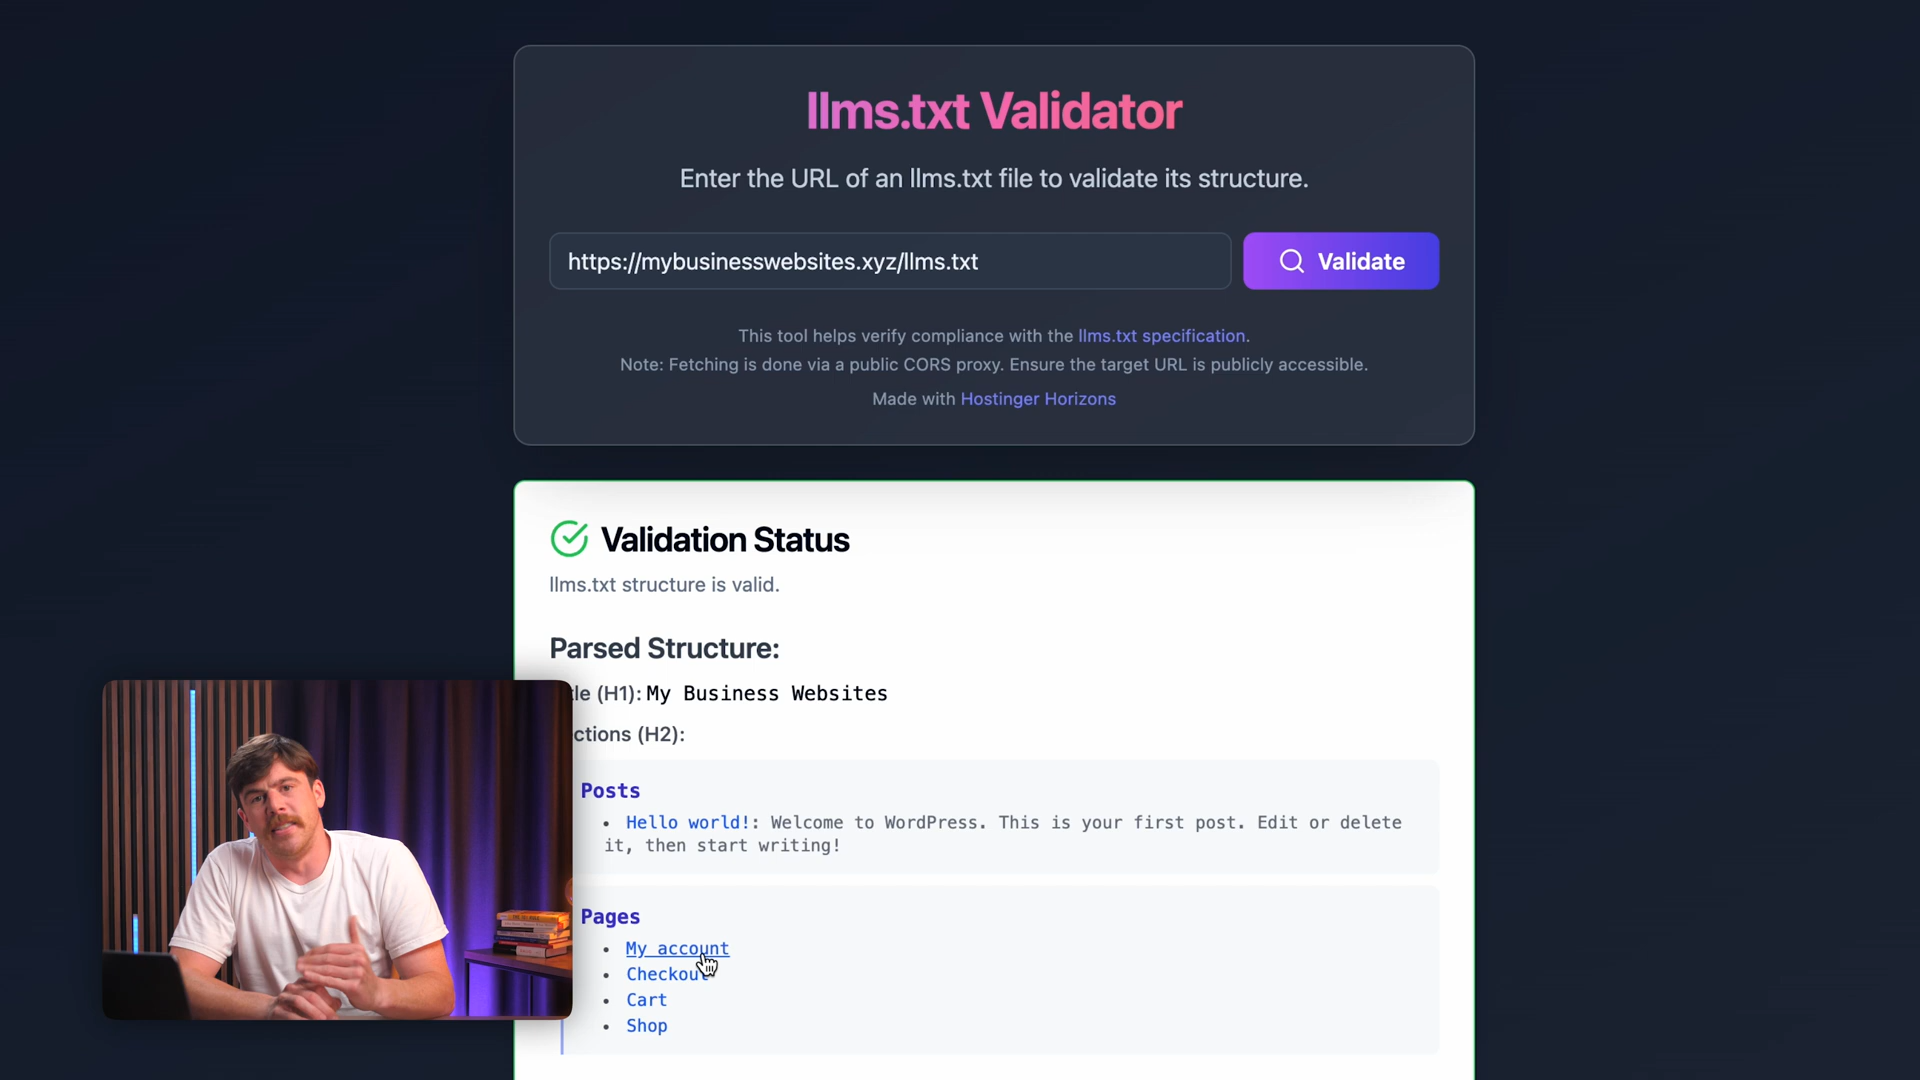 llms.txt Validator
Enter the URL of an llms.txt file to validate its structure.
https://mybusinesswebsites.xyz/llms.txt
Validate
This tool helps verify compliance with the llms.txt specification.
Note: Fetching is done via a public CORS proxy. Ensure the target URL is publicly accessible.
Made with Hostinger Horizons
Validation Status
llms.txt structure is valid.
Parsed Structure:
le (H1): My Business Websites
ctions (H2):
Posts
• Hello world!: Welcome to WordPress. This is your first post. Edit or delete
it, then start writing!
Pages
• My account
• Checkout
• Cart
• Shop